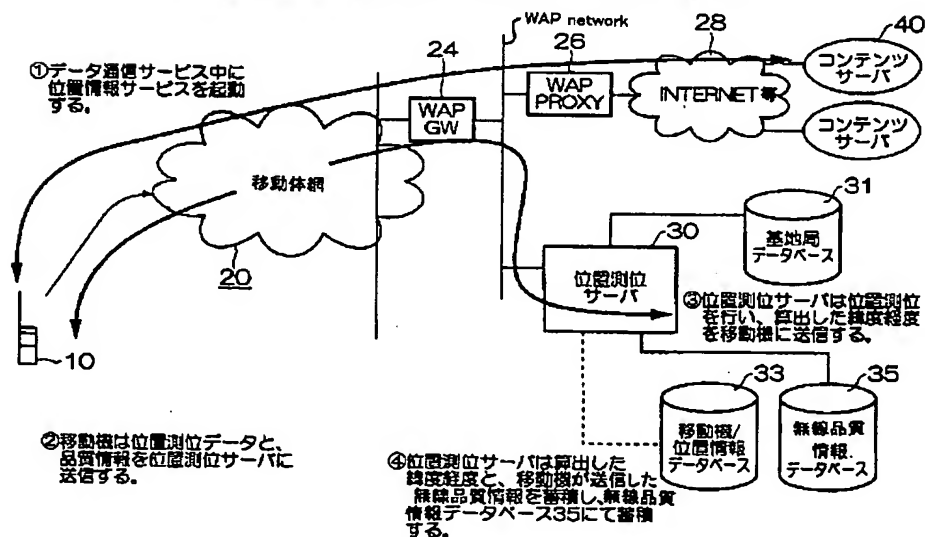 WAP network
①データ通信サービス中に
位置情報サービスを起動
する。
24
26
28
40
WAP
GW
WAP
PROXY
INTERNET等
コンテンツ
サーバ
コンテンツ
サーバ
移動体網
20
10
30
31
位置測位
サーバ
基地局
データベース
③位置測位サーバは位置測位
を行い、算出した緯度経度
を移動機に送信する。
33
35
移動機/
位置情報
データベース
無線品質
情報.
データベース
②移動機は位置測位データと、
品質情報を位置測位サーバに
送信する。
④位置測位サーバは算出した
緯度経度と、移動機が送信した
無線品質情報を蓄積し、無線品質
情報データベース35にて蓄積
する。